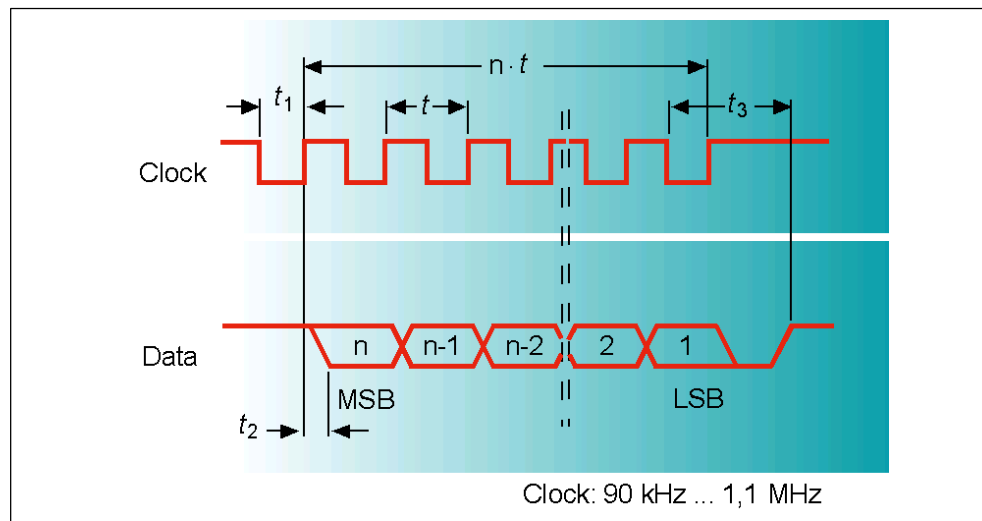 n · t
t1
t
t3
Clock
Data
n
n-1
n-2
2
1
MSB
LSB
t2
Clock: 90 kHz ... 1,1 MHz